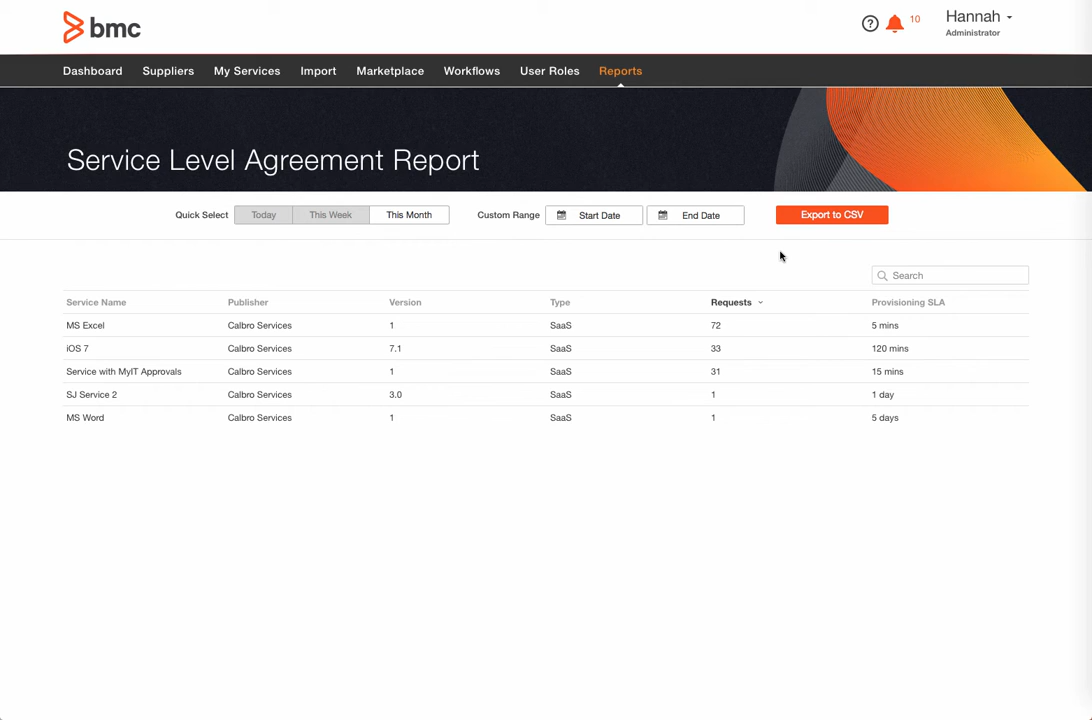 bmc
10
Hannah
Administrator
Dashboard Suppliers My Services Import Marketplace Workflows User Roles Reports
Service Level Agreement Report
Quick Select Today This Week This Month Custom Range Start Date End Date Export to CSV
Search
Service Name Publisher Version Type Requests Provisioning SLA
MS Excel Calbro Services 1 SaaS 72 5 mins
iOS 7 Calbro Services 7.1 SaaS 33 120 mins
Service with MyIT Approvals Calbro Services 1 SaaS 31 15 mins
SJ Service 2 Calbro Services 3.0 SaaS 1 1 day
MS Word Calbro Services 1 SaaS 1 5 days